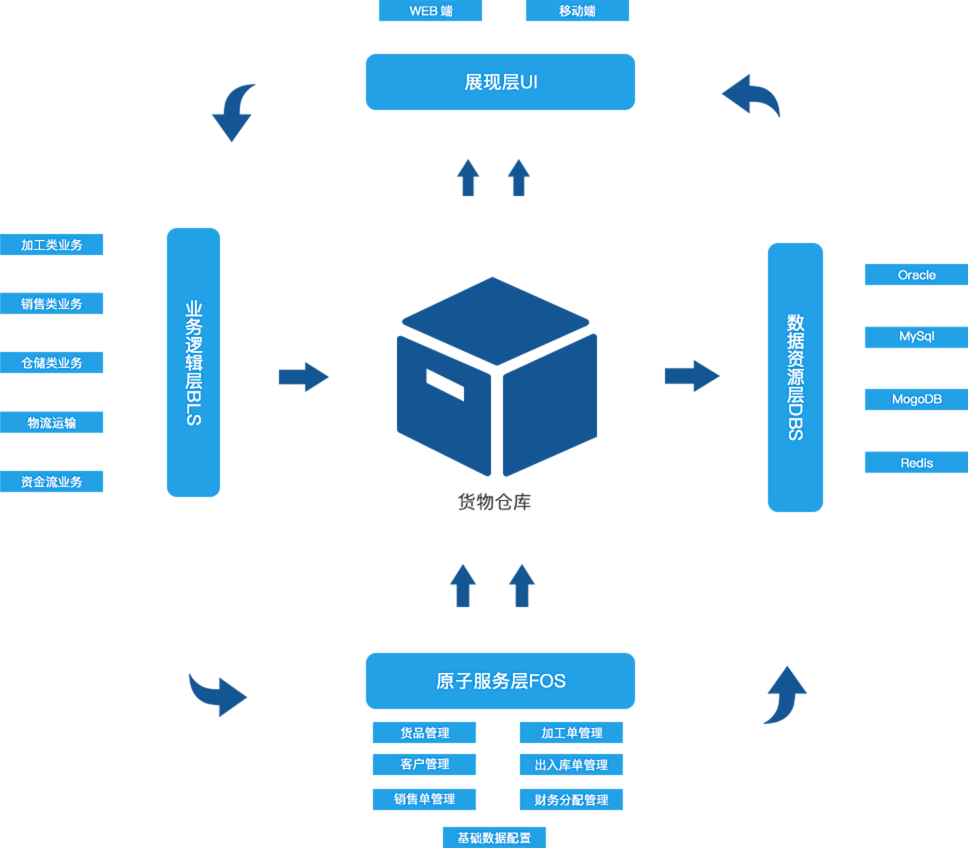 WEB 端
移动端
展现层UI
加工类业务
销售类业务
仓储类业务
物流运输
资金流业务
业务逻辑层BLS
货物仓库
数据资源层DBS
Oracle
MySql
MogoDB
Redis
原子服务层FOS
货品管理
加工单管理
客户管理
出入库单管理
销售单管理
财务分配管理
基础数据配置